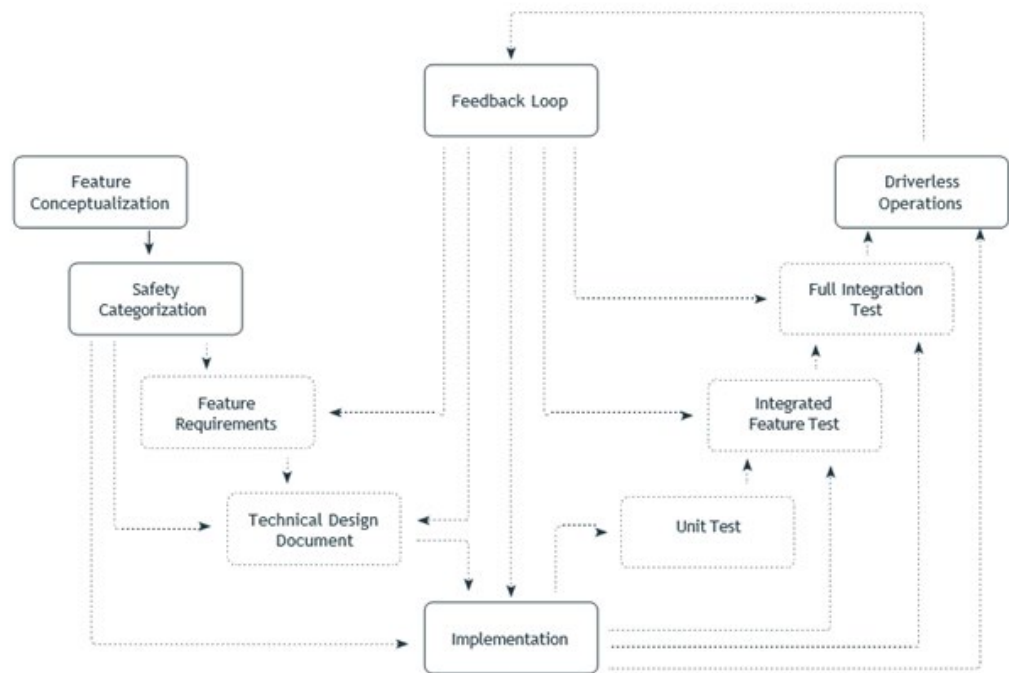 Feedback Loop
Feature
Conceptualization
Driverless
Operations
Safety
Categorization
Full Integration
Test
Feature
Requirements
Integrated
Feature Test
Technical Design
Document
Unit Test
Implementation